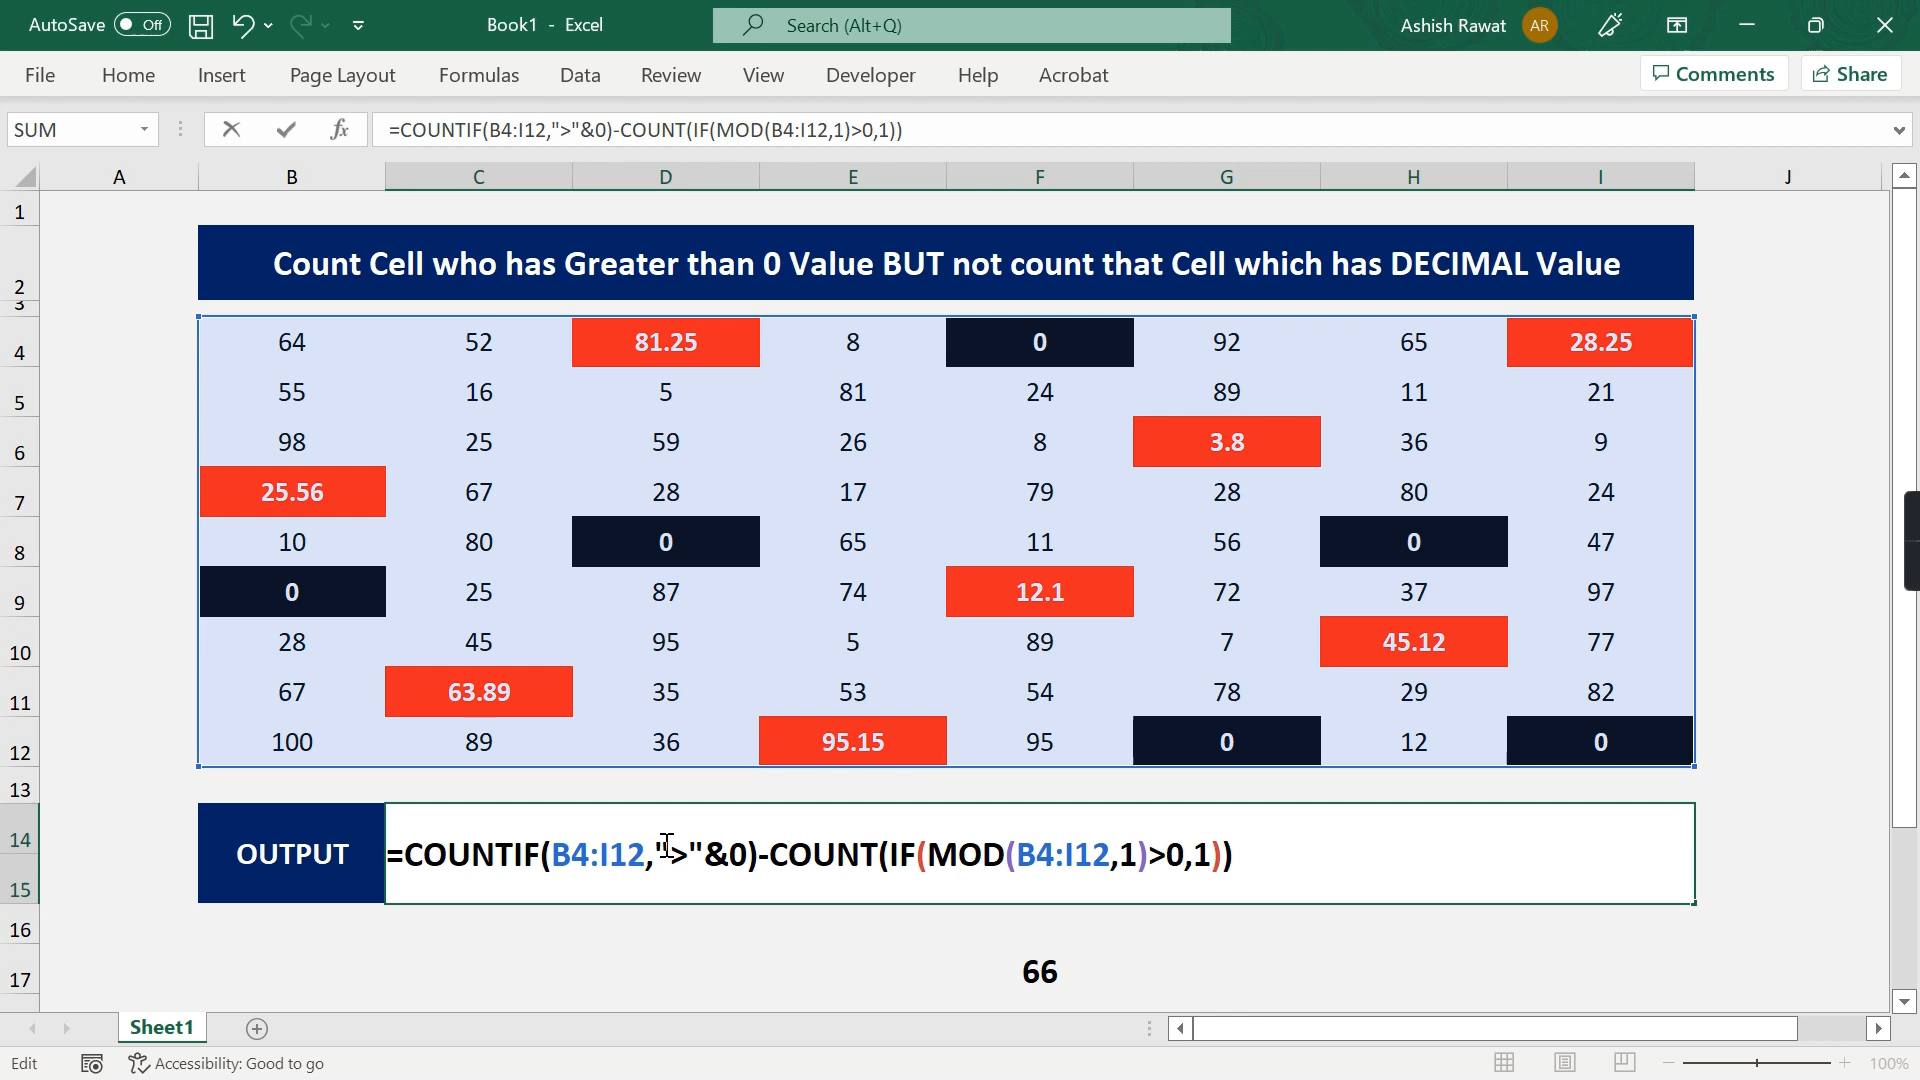 AutoSave Off Book1 - Excel Search (Alt+Q) Ashish Rawat AR
File Home Insert Page Layout Formulas Data Review View Developer Help Acrobat Comments Share
SUM fx =COUNTIF(B4:I12,">"&0)-COUNT(IF(MOD(B4:I12,1)>0,1))
A B C D E F G H I J
1
2 Count Cell who has Greater than 0 Value BUT not count that Cell which has DECIMAL Value
3
4 64 52 81.25 8 0 92 65 28.25
5 55 16 5 81 24 89 11 21
6 98 25 59 26 8 3.8 36 9
7 25.56 67 28 17 79 28 80 24
8 10 80 0 65 11 56 0 47
9 0 25 87 74 12.1 72 37 97
10 28 45 95 5 89 7 45.12 77
11 67 63.89 35 53 54 78 29 82
12 100 89 36 95.15 95 0 12 0
13
14
OUTPUT =COUNTIF(B4:I12,">"&0)-COUNT(IF(MOD(B4:I12,1)>0,1))
15
16
17 66
Sheet1
Edit Accessibility: Good to go 100%